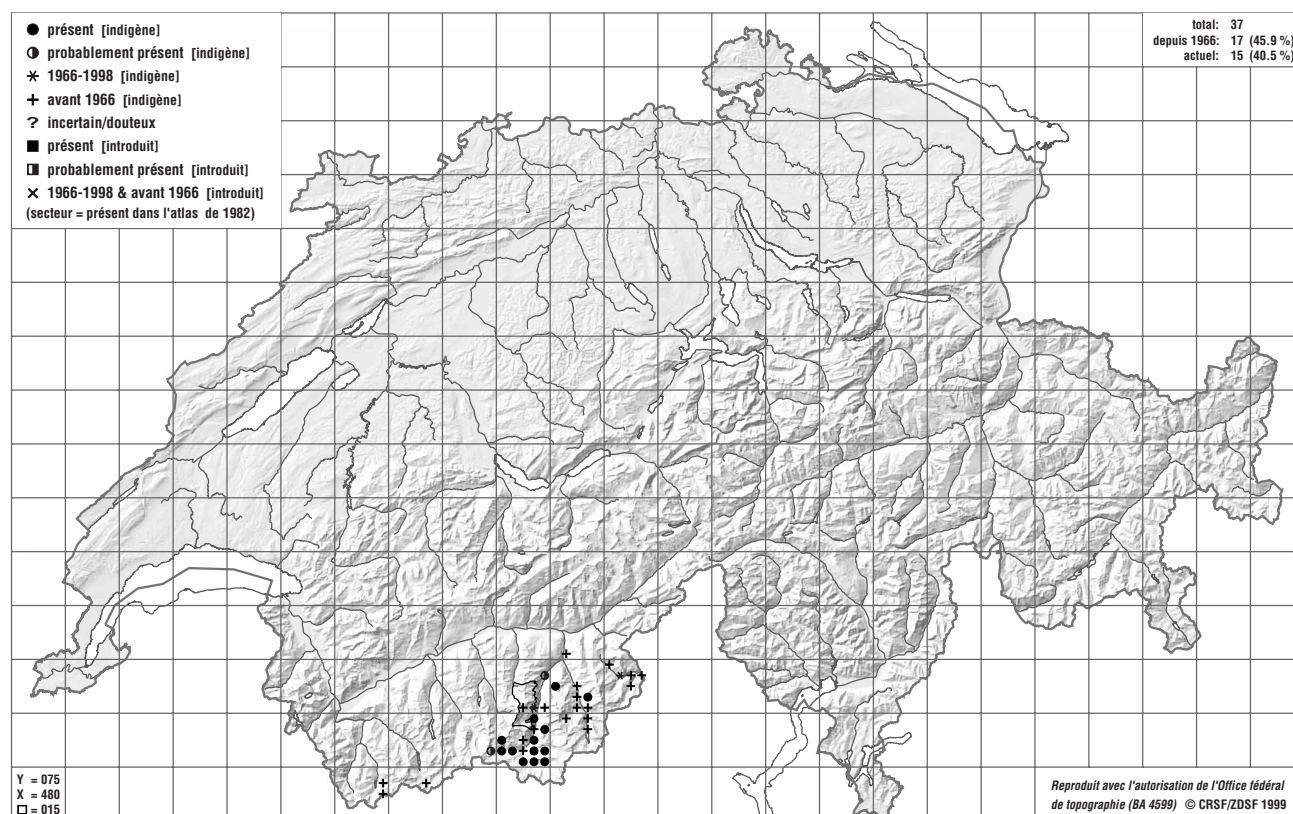 présent [indigène]
probablement présent [indigène]
1966-1998 [indigène]
avant 1966 [indigène]
? incertain/douteux
présent [introduit]
probablement présent [introduit]
1966-1998 & avant 1966 [introduit]
(secteur = présent dans l'atlas de 1982)
total: 37
depuis 1966: 17 (45.9 %)
actuel: 15 (40.5 %)
Y = 075
X = 480
= 015
Reproduit avec l'autorisation de l'Office fédéral
de topographie (BA 4599) © CRSF/ZDSF 1999